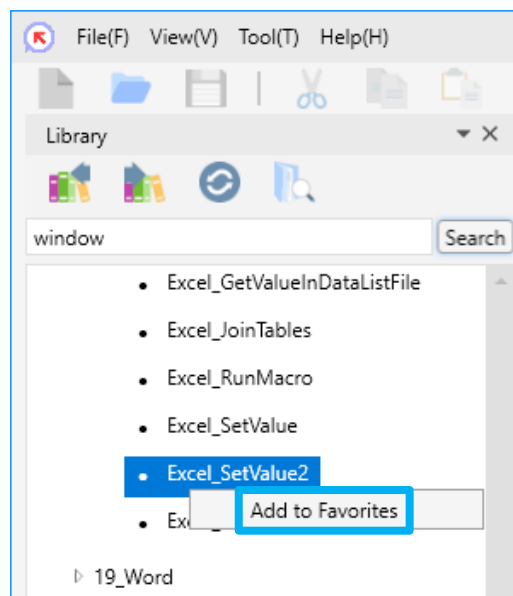 File(F) View(V) Tool(T) Help(H)
Library
window Search
Excel_GetValueInDataListFile
Excel_JoinTables
Excel_RunMacro
Excel_SetValue
Excel_SetValue2
Add to Favorites
19_Word